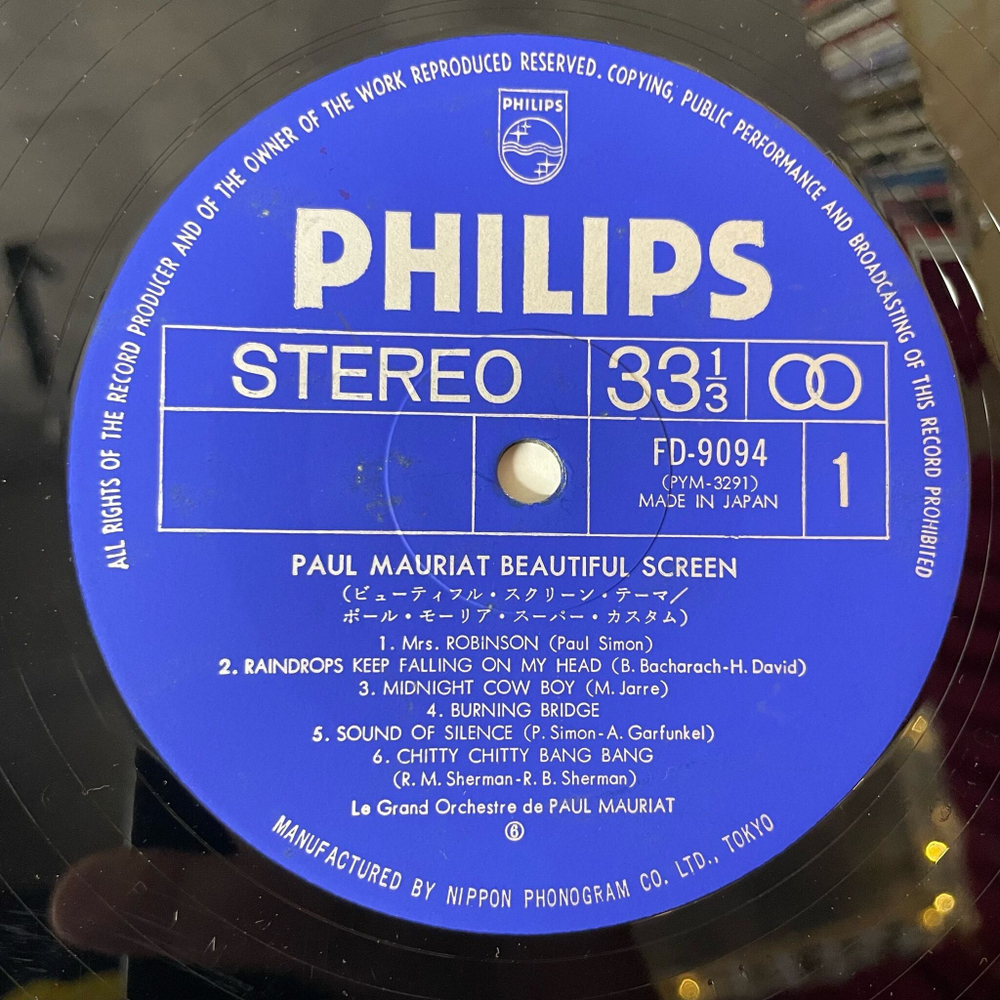 ALL RIGHTS OF THE RECORD PRODUCER AND OF THE OWNER OF THE WORK REPRODUCED RESERVED. COPYING, PUBLIC PERFORMANCE AND BROADCASTING OF THIS RECORD PROHIBITED
PHILIPS
PHILIPS
STEREO 33 1/3
FD-9094
(PYM-3291)
MADE IN JAPAN
1
PAUL MAURIAT BEAUTIFUL SCREEN
(ビューティフル・スクリーン・テーマ/
ポール・モーリア・スーパー・カスタム)
1. Mrs. ROBINSON (Paul Simon)
2. RAINDROPS KEEP FALLING ON MY HEAD (B. Bacharach-H. David)
3. MIDNIGHT COW BOY (M. Jarre)
4. BURNING BRIDGE
5. SOUND OF SILENCE (P. Simon-A. Garfunkel)
6. CHITTY CHITTY BANG BANG
(R. M. Sherman-R. B. Sherman)
Le Grand Orchestre de PAUL MAURIAT
⑥
MANUFACTURED BY NIPPON PHONOGRAM CO. LTD., TOKYO